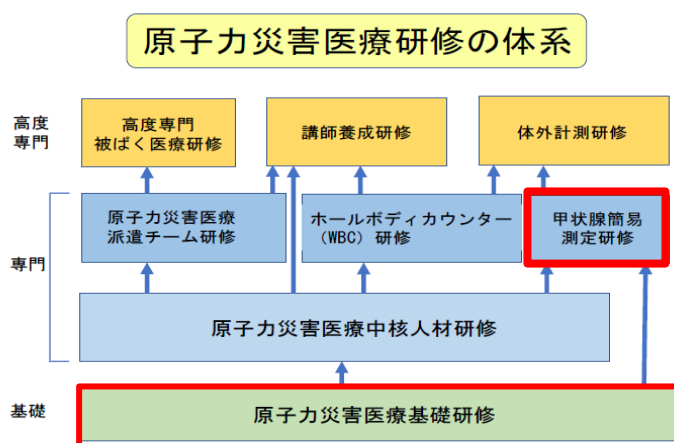 原子力災害医療研修の体系
高度
専門
高度専門
被ばく医療研修
講師養成研修
体外計測研修
専門
原子力災害医療
派遣チーム研修
ホールボディカウンター
（WBC）研修
甲状腺簡易
測定研修
原子力災害医療中核人材研修
基礎
原子力災害医療基礎研修